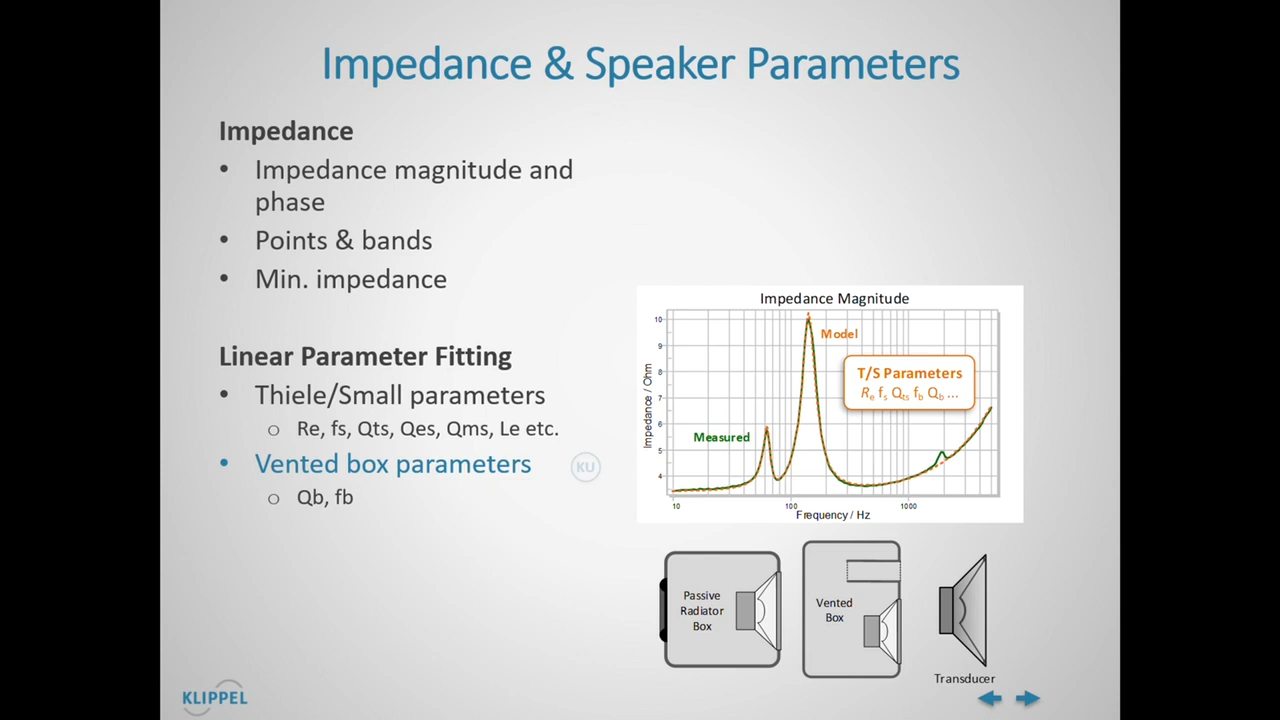 Impedance & Speaker Parameters
Impedance
• Impedance magnitude and
phase
• Points & bands
• Min. impedance
Linear Parameter Fitting
• Thiele/Small parameters
○ Re, fs, Qts, Qes, Qms, Le etc.
• Vented box parameters
○ Qb, fb
KU
Impedance Magnitude
Impedance / Ohm
10
9
8
7
6
5
4
Model
T/S Parameters
Re fs Qts fb Qb ...
Measured
10 100 1000
Frequency / Hz
Passive
Radiator
Box
Vented
Box
Transducer
KLIPPEL